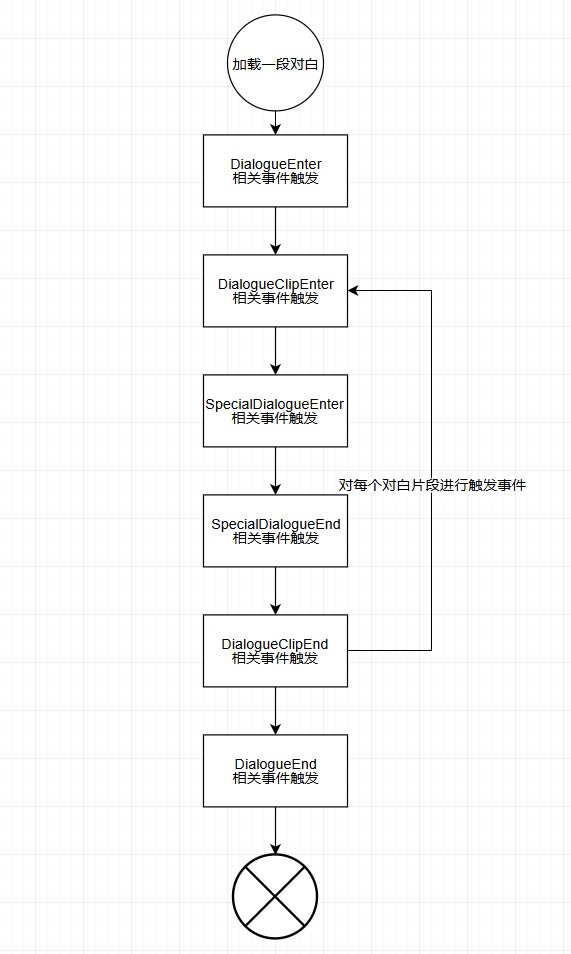 加载一段对白
DialogueEnter
相关事件触发
DialogueClipEnter
相关事件触发
SpecialDialogueEnter
相关事件触发
对每个对白片段进行触发事件
SpecialDialogueEnd
相关事件触发
DialogueClipEnd
相关事件触发
DialogueEnd
相关事件触发